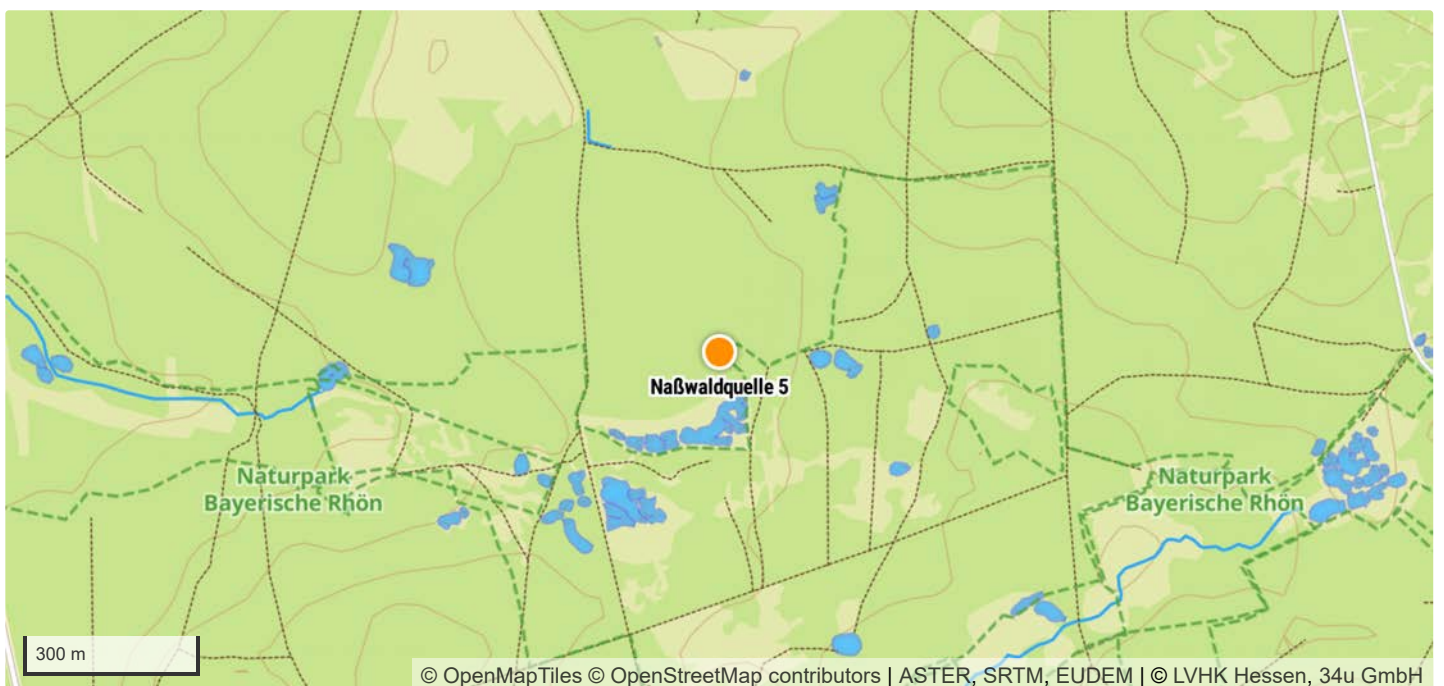 Naßwaldquelle 5
Naturpark
Bayerische Rhön
Naturpark
Bayerische Rhön
300 m
© OpenMapTiles © OpenStreetMap contributors | ASTER, SRTM, EUDEM | © LVHK Hessen, 34u GmbH